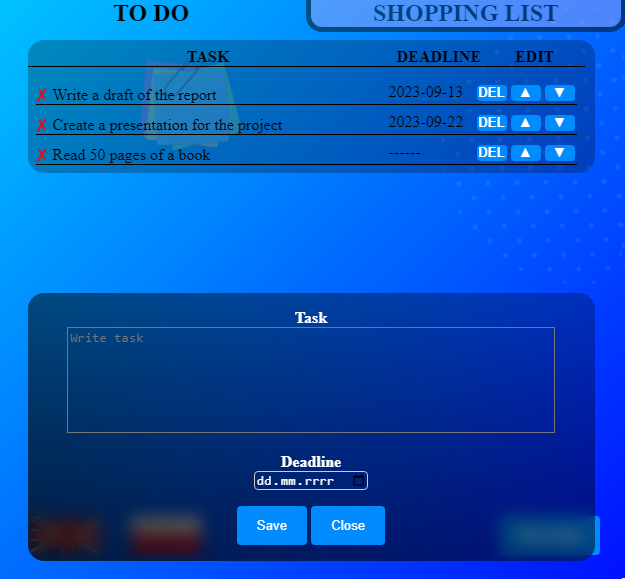 TO DO SHOPPING LIST
TASK DEADLINE EDIT
✗ Write a draft of the report 2023-09-13 DEL ▲ ▼
✗ Create a presentation for the project 2023-09-22 DEL ▲ ▼
✗ Read 50 pages of a book ------ DEL ▲ ▼
Task
Write task
Deadline
dd.mm.rrrr
Save Close